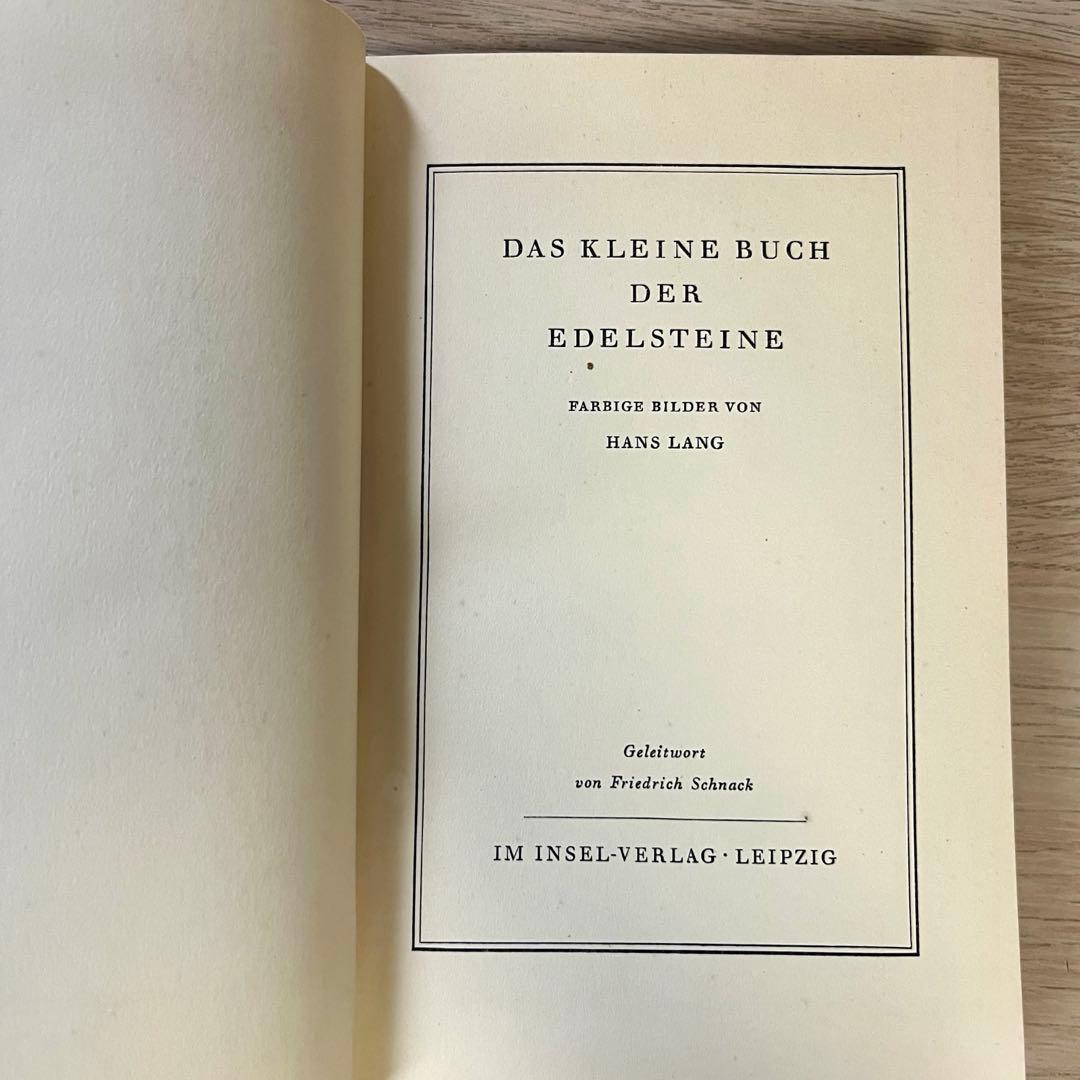 DAS KLEINE BUCH
DER
EDELSTEINE
FARBIGE BILDER VON
HANS LANG
Geleitwort
von Friedrich Schnack
IM INSEL-VERLAG · LEIPZIG